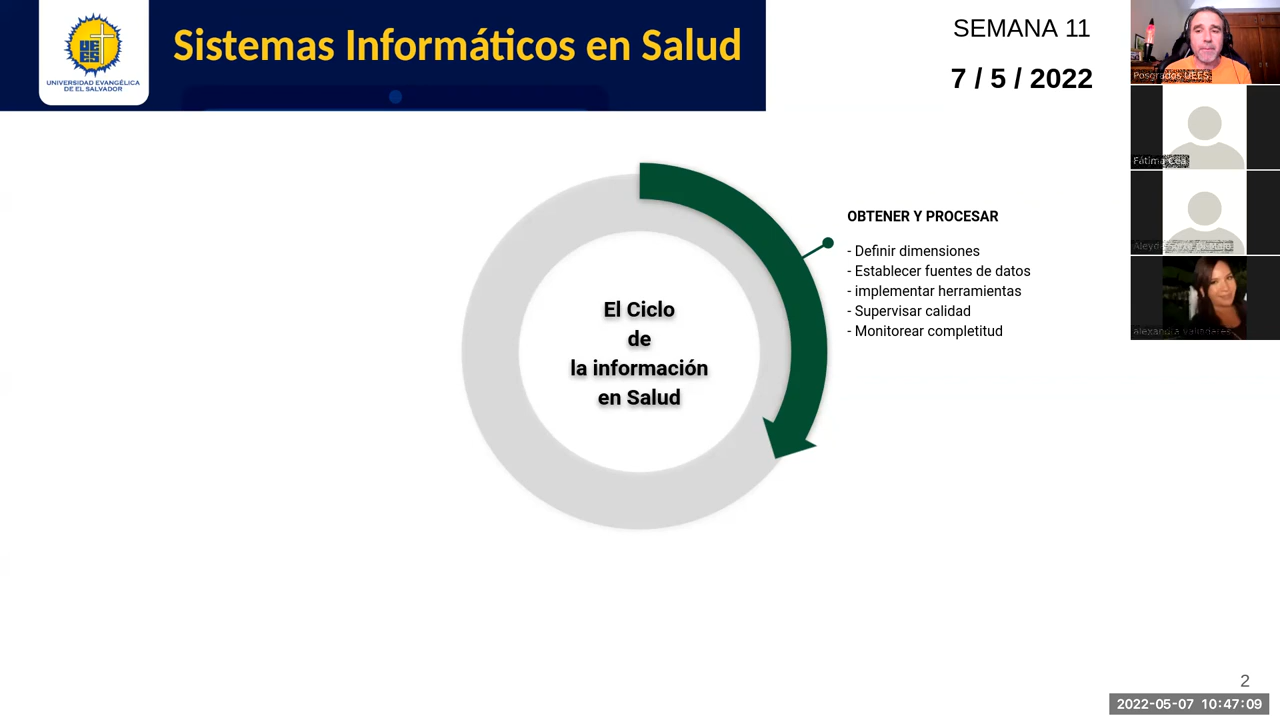 Sistemas Informáticos en Salud
UEES
UNIVERSIDAD EVANGÉLICA
DE EL SALVADOR
SEMANA 11
7 / 5 / 2022
Posgrados UEES
Fátima Cea
OBTENER Y PROCESAR
- Definir dimensiones
- Establecer fuentes de datos
- implementar herramientas
- Supervisar calidad
- Monitorear completitud
El Ciclo
de
la información
en Salud
2
2022-05-07 10:47:09